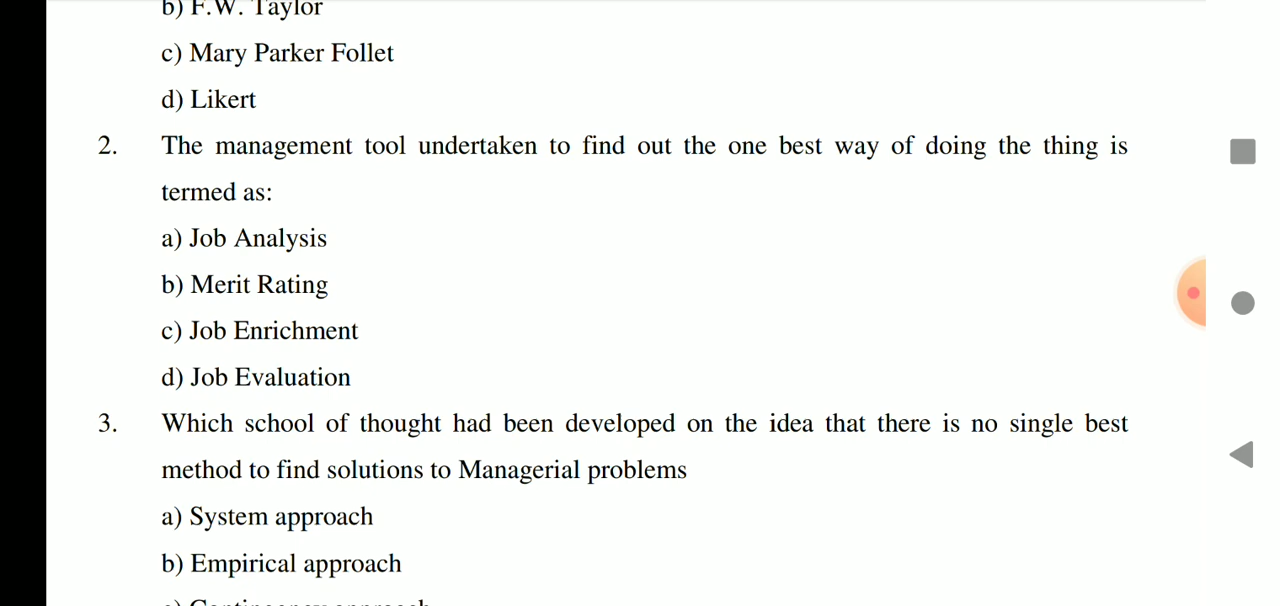 b) F.W. Taylor
c) Mary Parker Follet
d) Likert
2. The management tool undertaken to find out the one best way of doing the thing is
termed as:
a) Job Analysis
b) Merit Rating
c) Job Enrichment
d) Job Evaluation
3. Which school of thought had been developed on the idea that there is no single best
method to find solutions to Managerial problems
a) System approach
b) Empirical approach
c) Contingency approach